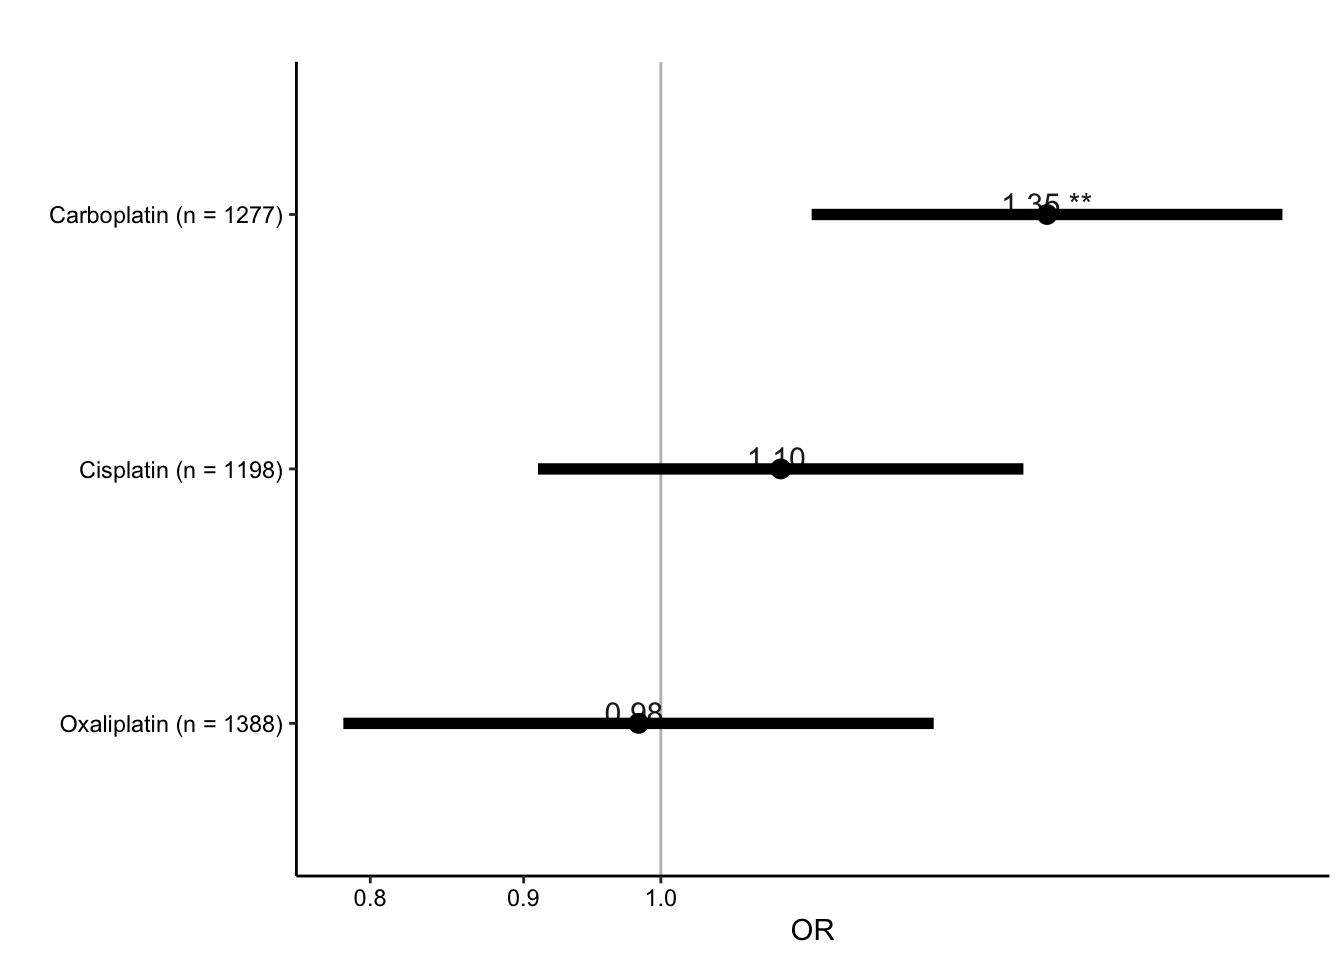 1.35 **
Carboplatin (n = 1277)
1.10
Cisplatin (n = 1198)
0.98
Oxaliplatin (n = 1388)
0.8 0.9 1.0
OR